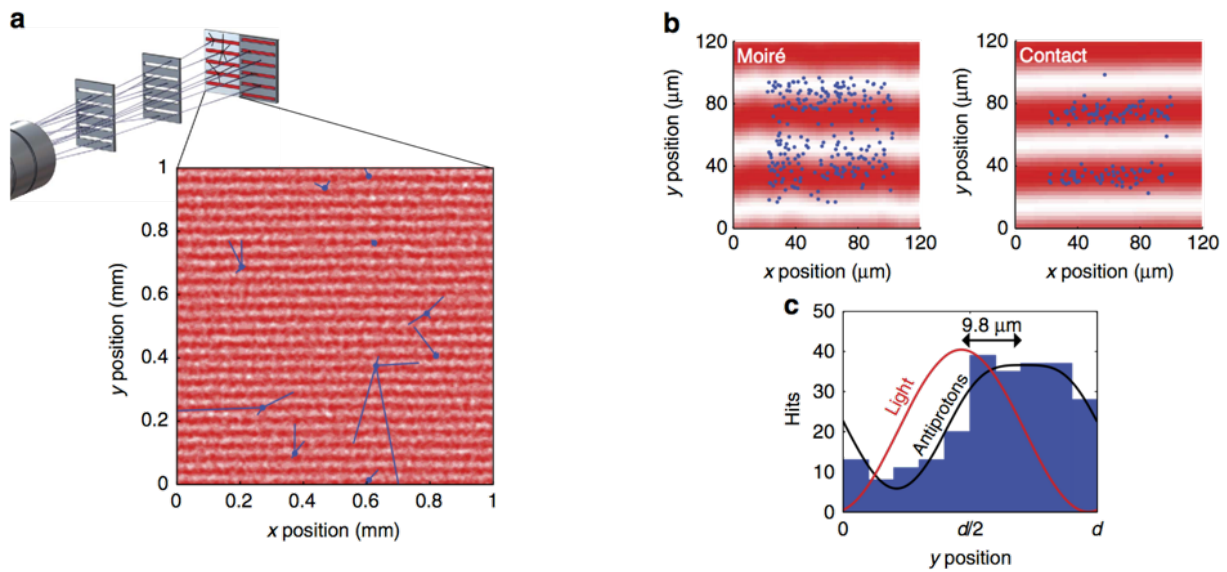 a
1
0.8
0.6
0.4
0.2
0
y position (mm)
0
0.2
0.4
0.6
0.8
1
x position (mm)
b
120
80
40
0
y position (μm)
Moiré
0
40
80
120
x position (μm)
120
80
40
0
y position (μm)
Contact
0
40
80
120
x position (μm)
c
50
40
30
20
10
0
Hits
9.8 μm
Light
Antiprotons
0
d/2
d
y position